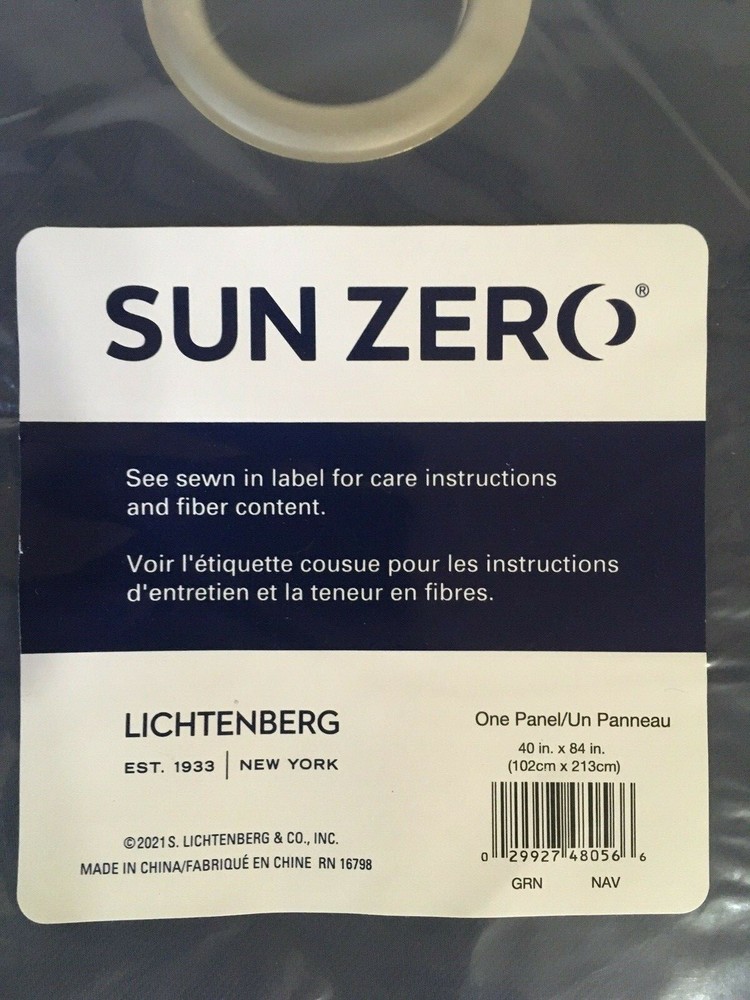 SUN ZERO®
See sewn in label for care instructions
and fiber content.
Voir l'étiquette cousue pour les instructions
d'entretien et la teneur en fibres.
LICHTENBERG
EST. 1933 | NEW YORK
©2021 S. LICHTENBERG & CO., INC.
MADE IN CHINA/FABRIQUÉ EN CHINE RN 16798
One Panel/Un Panneau
40 in. x 84 in.
(102cm x 213cm)
0 29927 48056 6
GRN NAV